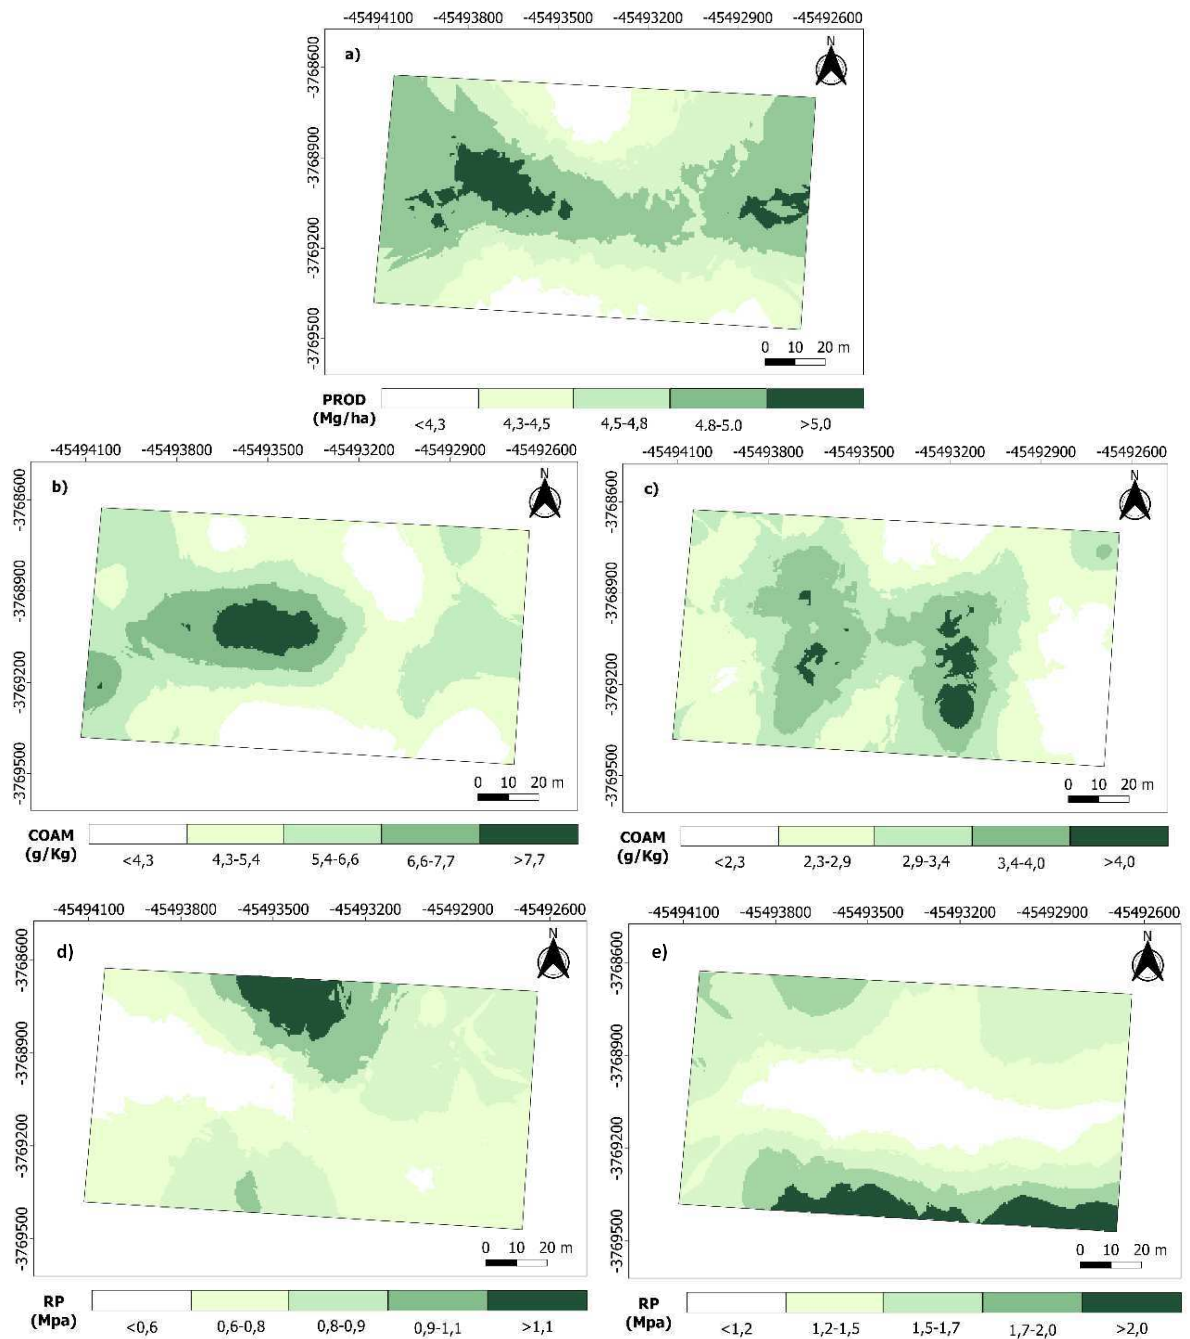 -45494100 -45493800 -45493500 -45493200 -45492900 -45492600
a)
N
-3768600
-3768900
-3769200
-3769500
0 10 20 m
PROD
(Mg/ha)
<4,3 4,3-4,5 4,5-4,8 4,8-5,0 >5,0
-45494100 -45493800 -45493500 -45493200 -45492900 -45492600
b)
N
-3768600
-3768900
-3769200
-3769500
0 10 20 m
COAM
(g/Kg)
<4,3 4,3-5,4 5,4-6,6 6,6-7,7 >7,7
-45494100 -45493800 -45493500 -45493200 -45492900 -45492600
c)
N
-3768600
-3768900
-3769200
-3769500
0 10 20 m
COAM
(g/Kg)
<2,3 2,3-2,9 2,9-3,4 3,4-4,0 >4,0
-45494100 -45493800 -45493500 -45493200 -45492900 -45492600
d)
N
-3768600
-3768900
-3769200
-3769500
0 10 20 m
RP
(Mpa)
<0,6 0,6-0,8 0,8-0,9 0,9-1,1 >1,1
-45494100 -45493800 -45493500 -45493200 -45492900 -45492600
e)
N
-3768600
-3768900
-3769200
-3769500
0 10 20 m
RP
(Mpa)
<1,2 1,2-1,5 1,5-1,7 1,7-2,0 >2,0